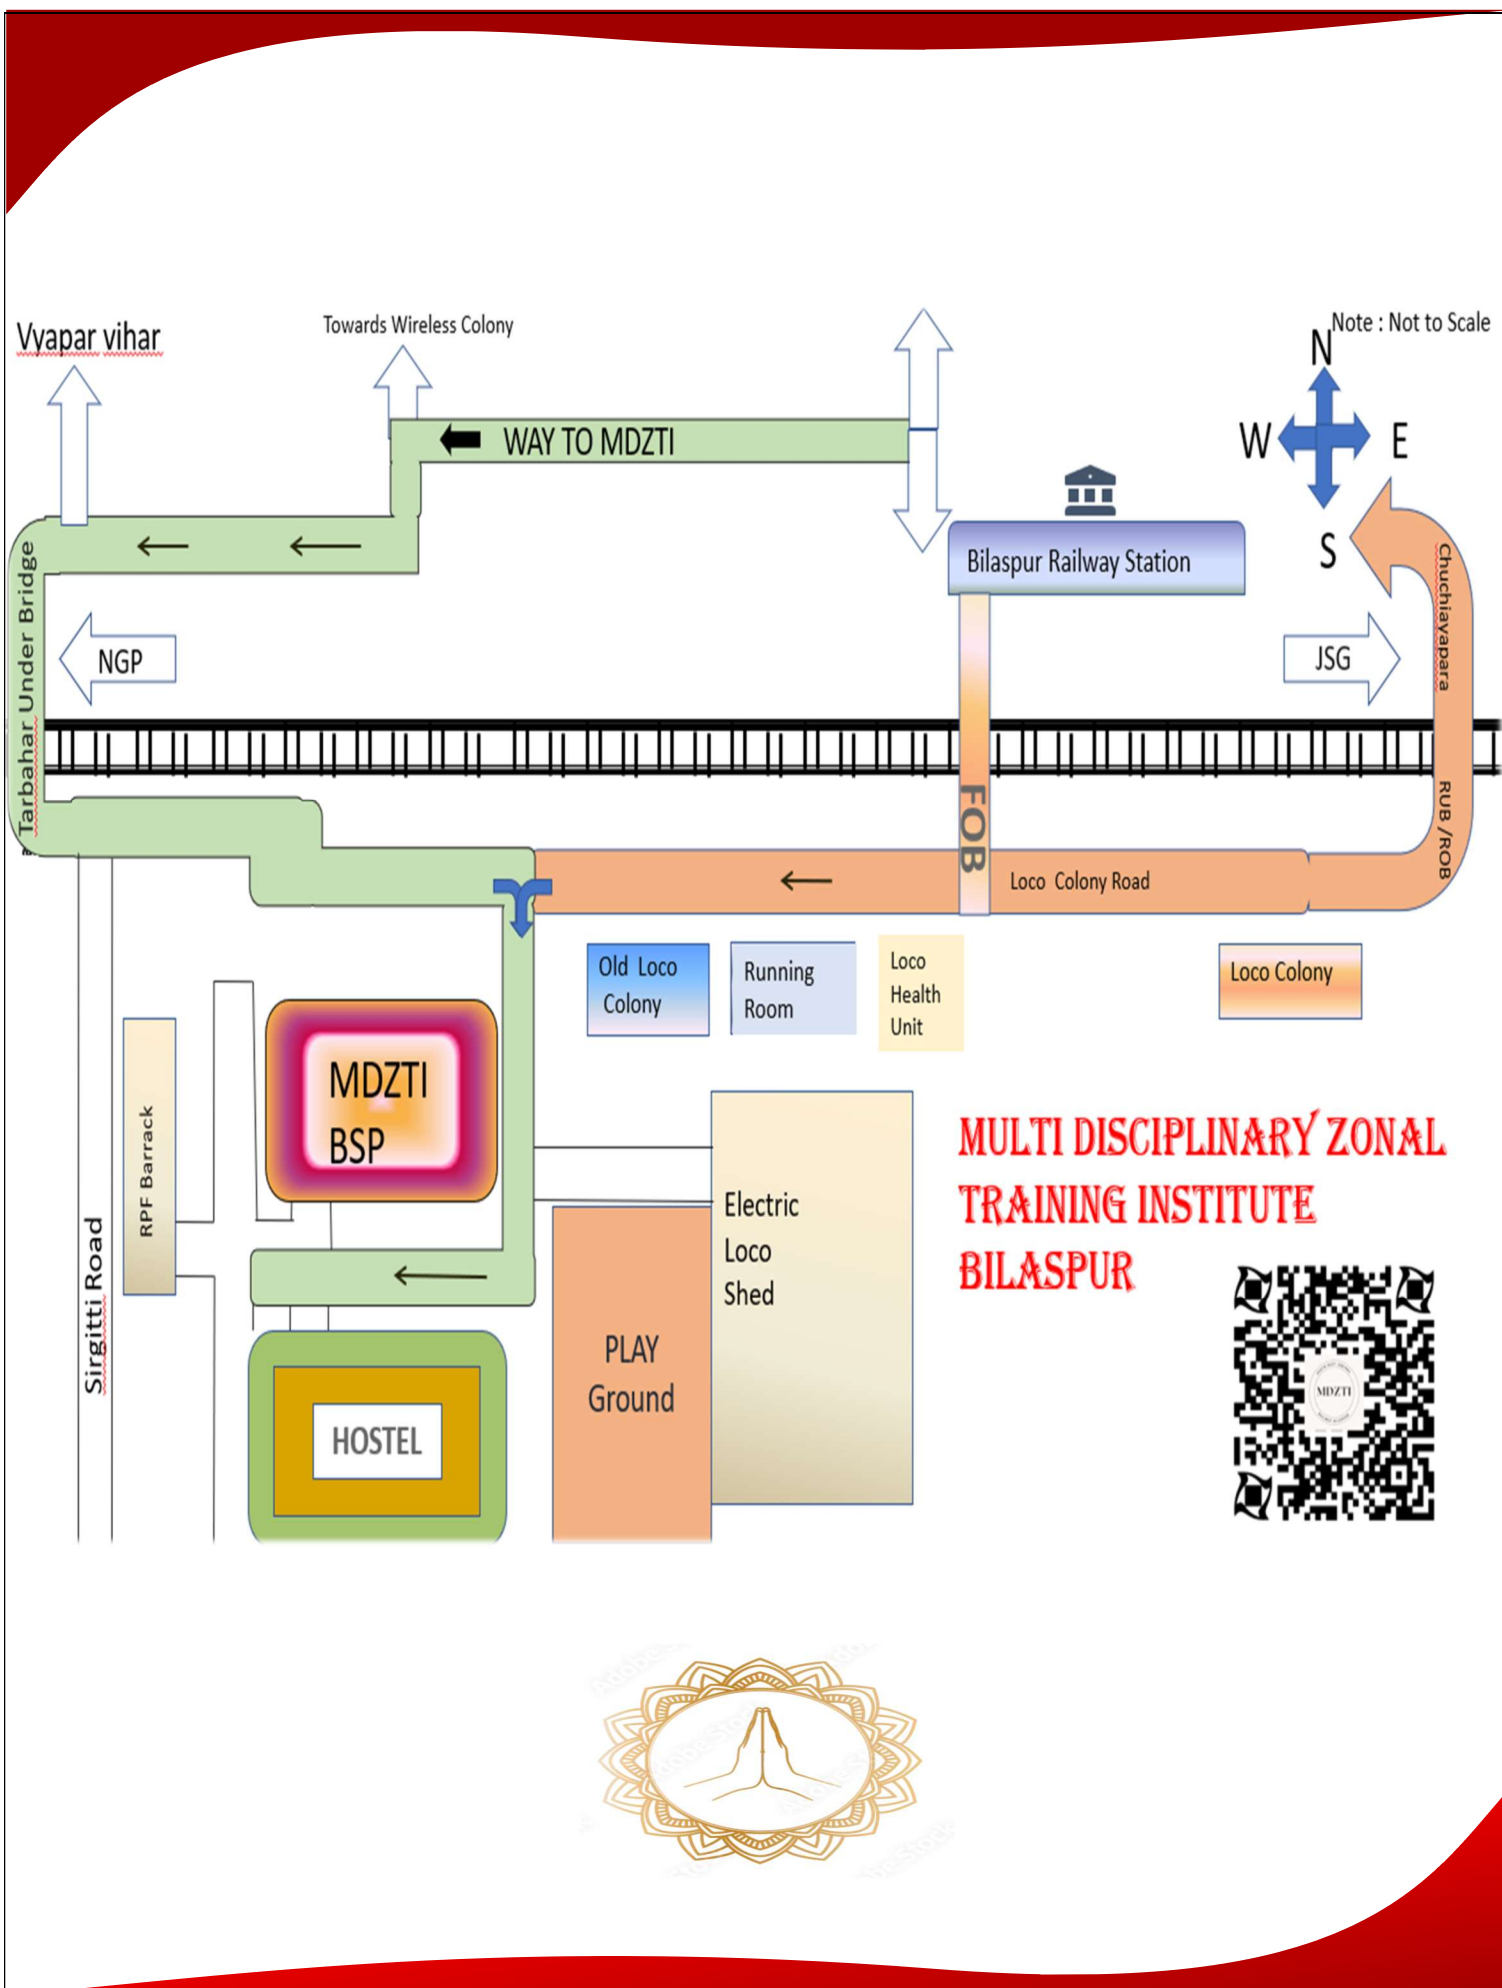 Vyapar vihar
Towards Wireless Colony
Note : Not to Scale
N
W
E
S
WAY TO MDZTI
Bilaspur Railway Station
Tarbahar Under Bridge
NGP
JSG
Chuchiayapara
RUB /ROB
FOB
Loco Colony Road
Old Loco
Colony
Running
Room
Loco
Health
Unit
Loco Colony
MDZTI
BSP
RPF Barrack
Sirgitti Road
Electric
Loco
Shed
PLAY
Ground
HOSTEL
MULTI DISCIPLINARY ZONAL
TRAINING INSTITUTE
BILASPUR
MDZTI